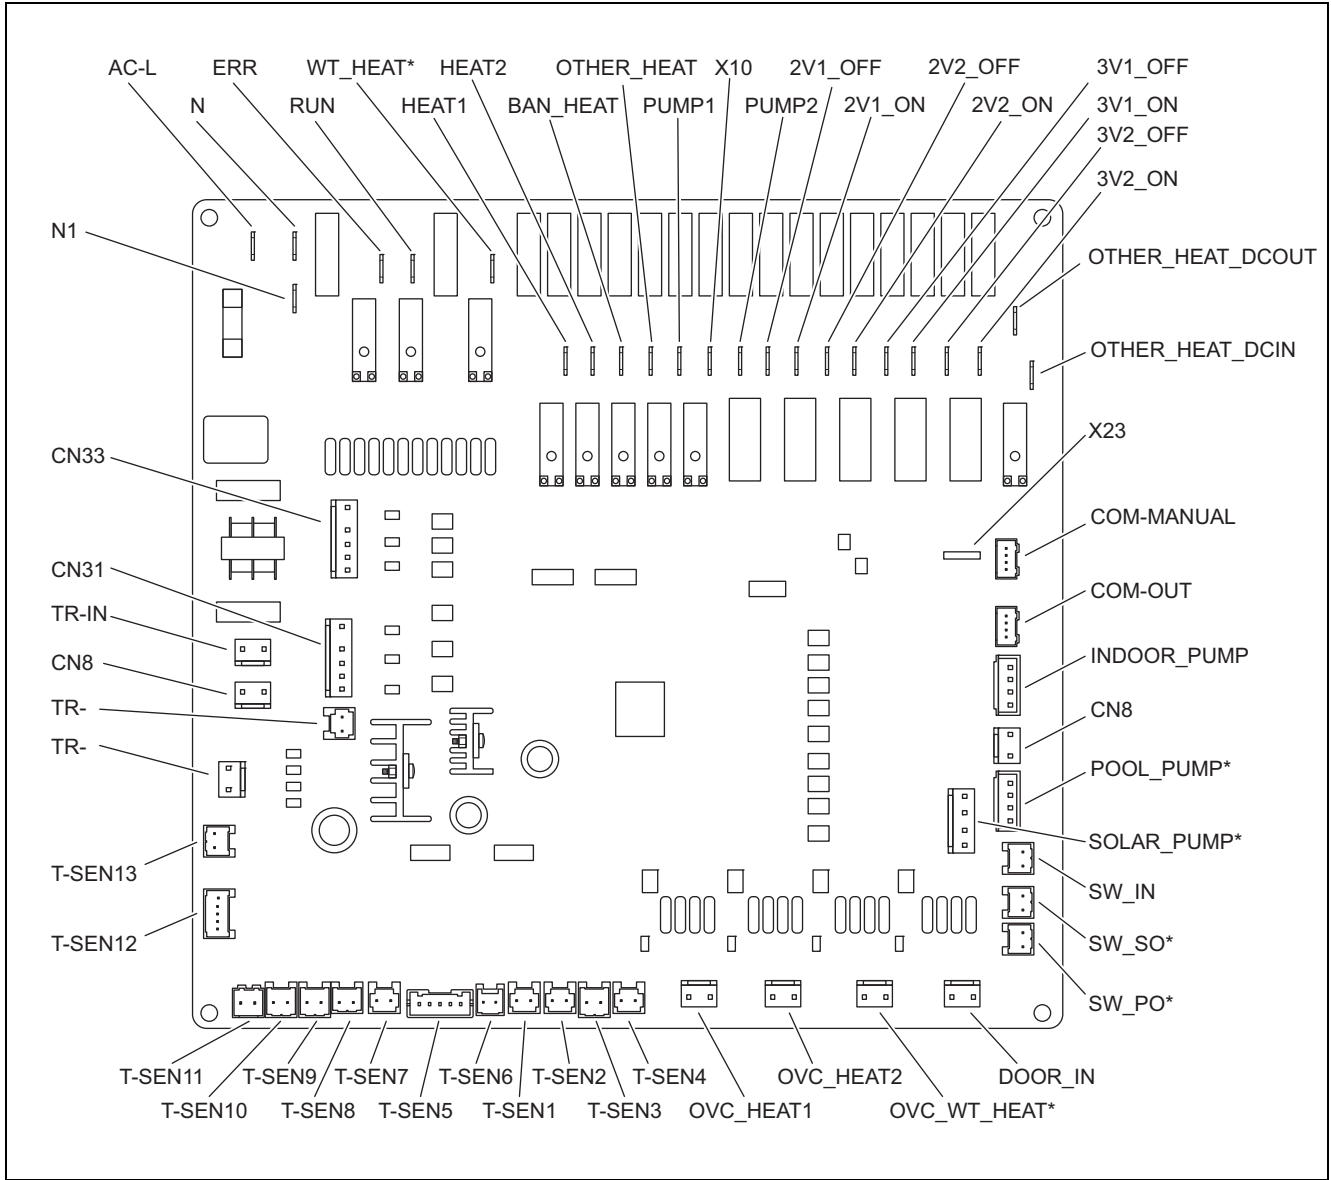 AC-L ERR WT_HEAT* HEAT2 OTHER_HEAT X10 2V1_OFF 2V2_OFF 3V1_OFF
N RUN HEAT1 BAN_HEAT PUMP1 PUMP2 2V1_ON 2V2_ON 3V1_ON
3V2_OFF
3V2_ON
N1
OTHER_HEAT_DCOUT
OTHER_HEAT_DCIN
X23
CN33
COM-MANUAL
CN31
COM-OUT
TR-IN
INDOOR_PUMP
CN8
CN8
TR-
TR-
POOL_PUMP*
SOLAR_PUMP*
T-SEN13
SW_IN
T-SEN12
SW_SO*
SW_PO*
T-SEN11 T-SEN9 T-SEN7 T-SEN6 T-SEN2 T-SEN4 OVC_HEAT2 DOOR_IN
T-SEN10 T-SEN8 T-SEN5 T-SEN1 T-SEN3 OVC_HEAT1 OVC_WT_HEAT*